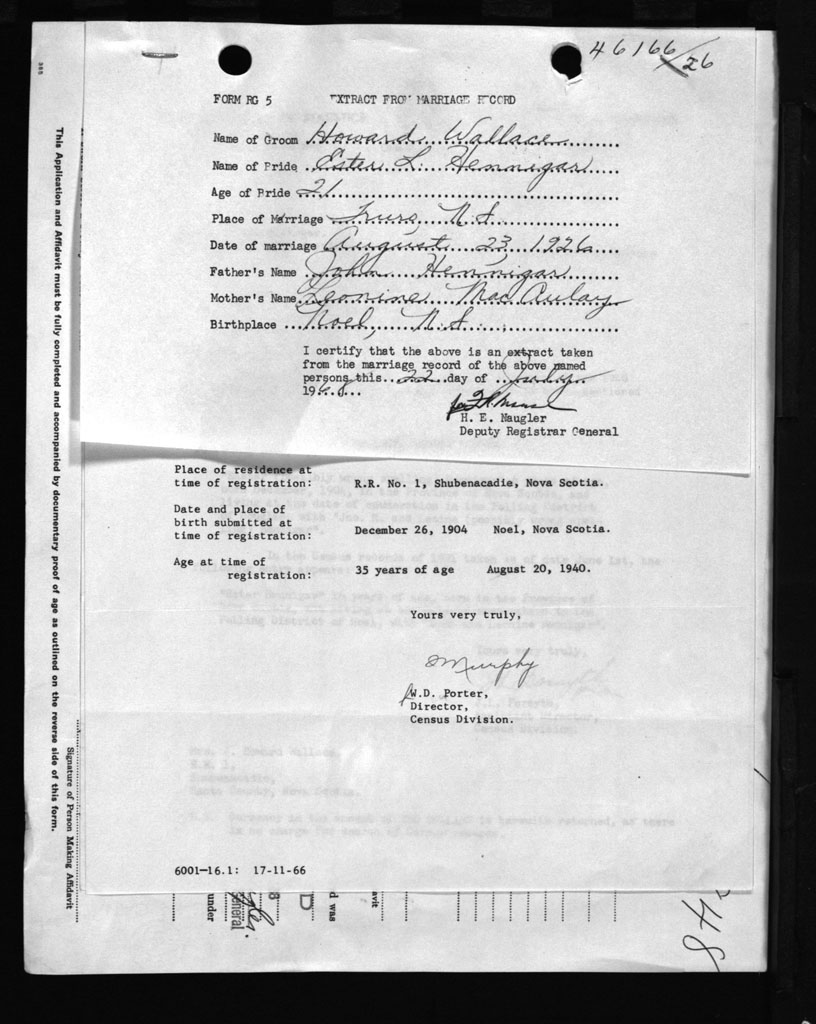 46166/26
FORM RG 5 EXTRACT FROM MARRIAGE RECORD
Name of Groom Howard Wallace
Name of Bride Ester L. Hennigar
Age of Bride 21
Place of Marriage Truro, N.S.
Date of marriage August 23, 1926
Father's Name John Hennigar
Mother's Name Leonine MacAulay
Birthplace Noel, N.S.
I certify that the above is an extract taken
from the marriage record of the above named
persons this 22 day of July
1968
H. E. Naugler
Deputy Registrar General
Place of residence at
time of registration: R.R. No. 1, Shubenacadie, Nova Scotia.
Date and place of
birth submitted at
time of registration: December 26, 1904 Noel, Nova Scotia.
Age at time of
registration: 35 years of age August 20, 1940.
Yours very truly,
Murphy
W.D. Porter,
Director,
Census Division.
6001-16.1: 17-11-66
This Application and Affidavit must be fully completed and accompanied by documentary proof of age as outlined on the reverse side of this form.
Signature of Person Making Affidavit
under
General
D
d was
avit